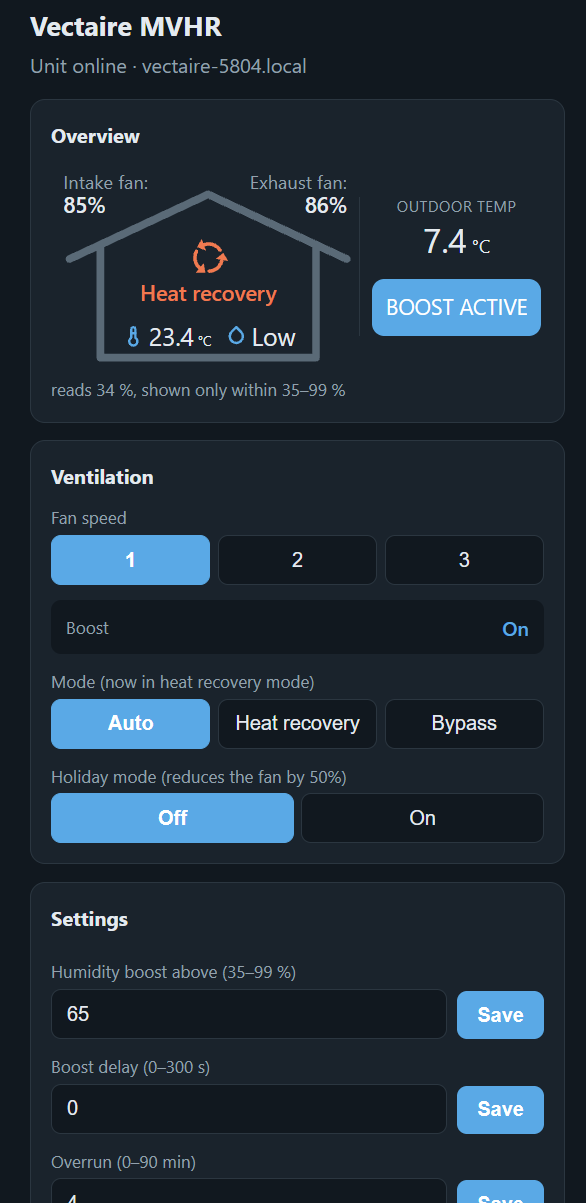 Vectaire MVHR
Unit online · vectaire-5804.local
Overview
Intake fan:
85%
Exhaust fan:
86%
Heat recovery
23.4 °C
Low
OUTDOOR TEMP
7.4 °C
BOOST ACTIVE
reads 34 %, shown only within 35–99 %
Ventilation
Fan speed
1 2 3
Boost On
Mode (now in heat recovery mode)
Auto Heat recovery Bypass
Holiday mode (reduces the fan by 50%)
Off On
Settings
Humidity boost above (35–99 %)
65 Save
Boost delay (0–300 s)
0 Save
Overrun (0–90 min)
4 Save